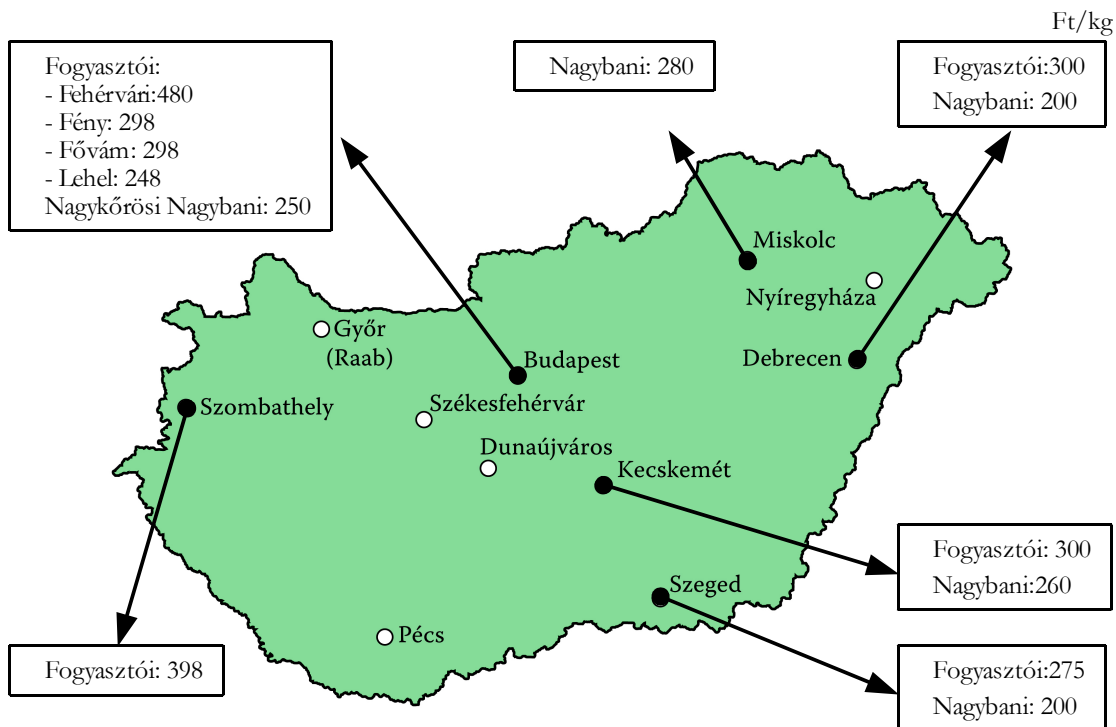 Ft/kg
Fogyasztói:
- Fehérvári:480
- Fény: 298
- Fővám: 298
- Lehel: 248
Nagykőrösi Nagybani: 250
Nagybani: 280
Fogyasztói:300
Nagybani: 200
Miskolc
Nyíregyháza
Győr
(Raab)
Budapest
Debrecen
Szombathely
Székesfehérvár
Dunaújváros
Kecskemét
Fogyasztói: 300
Nagybani:260
Szeged
Pécs
Fogyasztói: 398
Fogyasztói:275
Nagybani: 200